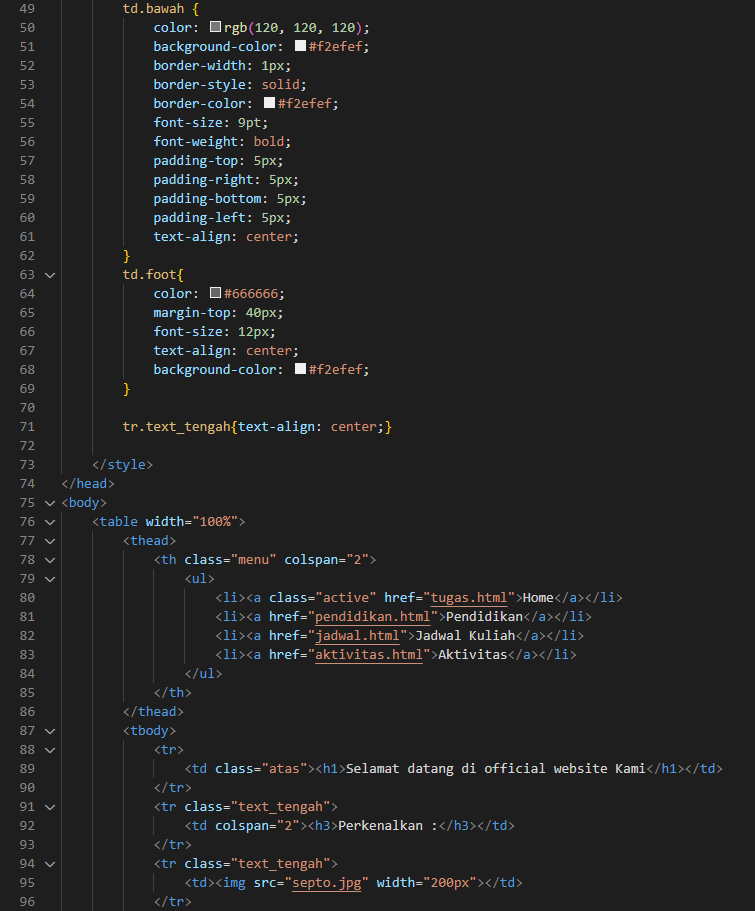 49 td.bawah {
50 color: rgb(120, 120, 120);
51 background-color: #f2efef;
52 border-width: 1px;
53 border-style: solid;
54 border-color: #f2efef;
55 font-size: 9pt;
56 font-weight: bold;
57 padding-top: 5px;
58 padding-right: 5px;
59 padding-bottom: 5px;
60 padding-left: 5px;
61 text-align: center;
62 }
63 td.foot{
64 color: #666666;
65 margin-top: 40px;
66 font-size: 12px;
67 text-align: center;
68 background-color: #f2efef;
69 }
70
71 tr.text_tengah{text-align: center;}
72
73 </style>
74 </head>
75 <body>
76 <table width="100%">
77 <thead>
78 <th class="menu" colspan="2">
79 <ul>
80 <li><a class="active" href="tugas.html">Home</a></li>
81 <li><a href="pendidikan.html">Pendidikan</a></li>
82 <li><a href="jadwal.html">Jadwal Kuliah</a></li>
83 <li><a href="aktivitas.html">Aktivitas</a></li>
84 </ul>
85 </th>
86 </thead>
87 <tbody>
88 <tr>
89 <td class="atas"><h1>Selamat datang di official website Kami</h1></td>
90 </tr>
91 <tr class="text_tengah">
92 <td colspan="2"><h3>Perkenalkan :</h3></td>
93 </tr>
94 <tr class="text_tengah">
95 <td><img src="septo.jpg" width="200px"></td>
96 </tr>